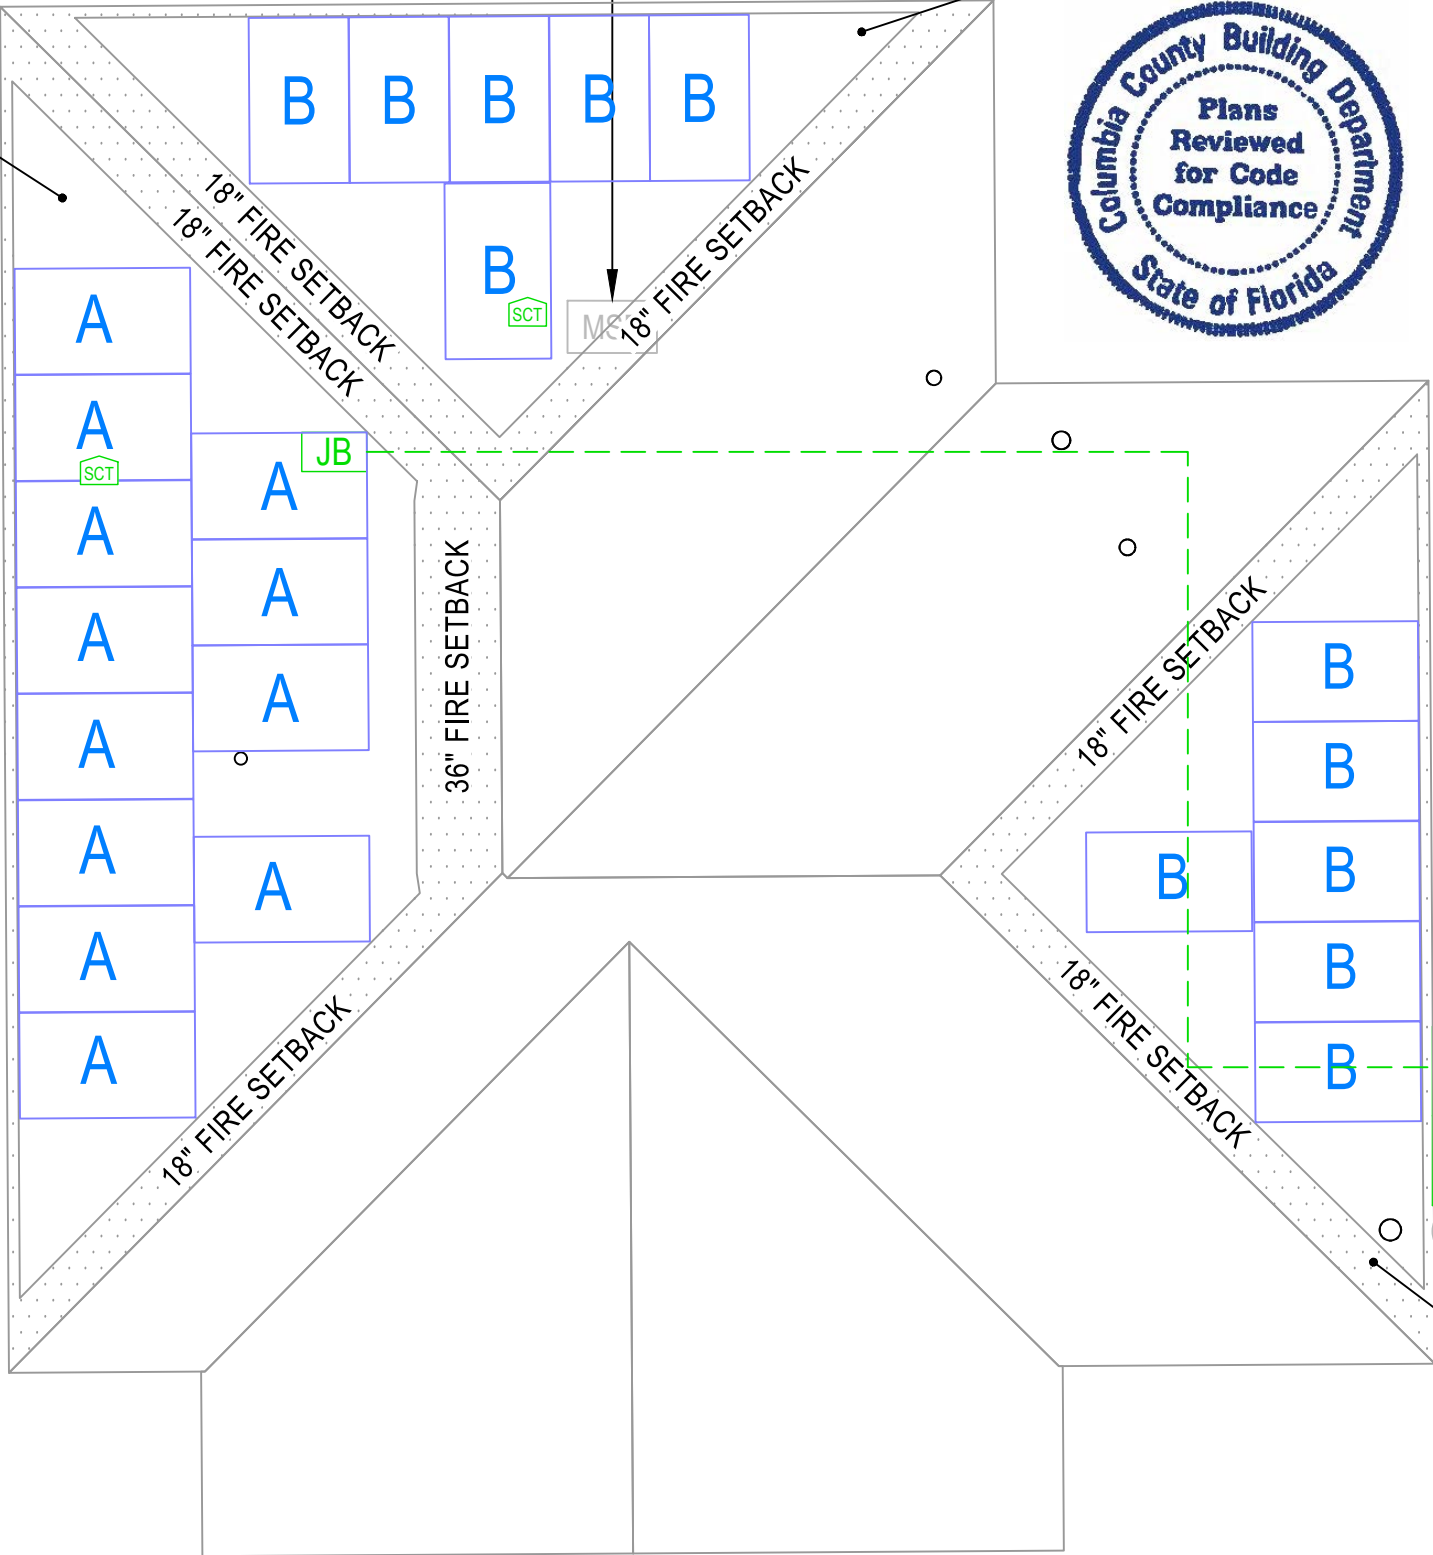 B B B B B
B
SCT
18" FIRE SETBACK
18" FIRE SETBACK
18" FIRE SETBACK
Columbia County Building Department
State of Florida
Plans
Reviewed
for Code
Compliance
A
A
SCT
A
A
A
A
A
A
JB
A
A
A
A
36" FIRE SETBACK
18" FIRE SETBACK
18" FIRE SETBACK
B
B
B
B
B
B
18" FIRE SETBACK